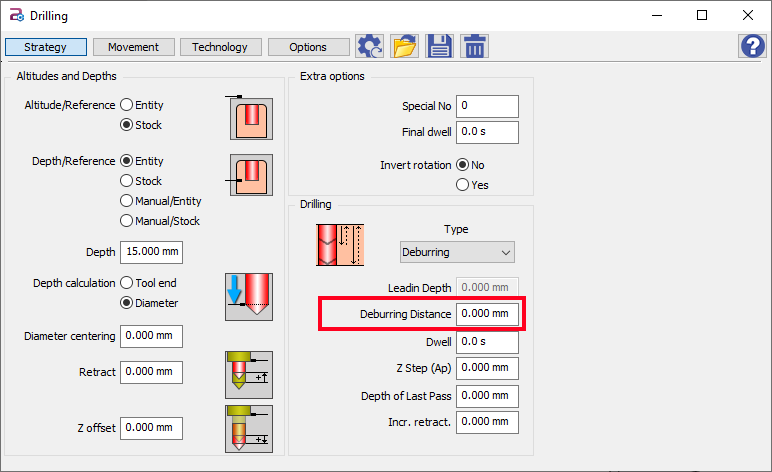 Drilling
Strategy Movement Technology Options
Altitudes and Depths
Altitude/Reference Entity
Stock
Depth/Reference Entity
Stock
Manual/Entity
Manual/Stock
Depth 15.000 mm
Depth calculation Tool end
Diameter
Diameter centering 0.000 mm
Retract 0.000 mm
Z offset 0.000 mm
Extra options
Special No 0
Final dwell 0.0 s
Invert rotation No
Yes
Drilling
Type
Deburring
Leadin Depth 0.000 mm
Deburring Distance 0.000 mm
Dwell 0.0 s
Z Step (Ap) 0.000 mm
Depth of Last Pass 0.000 mm
Incr. retract. 0.000 mm